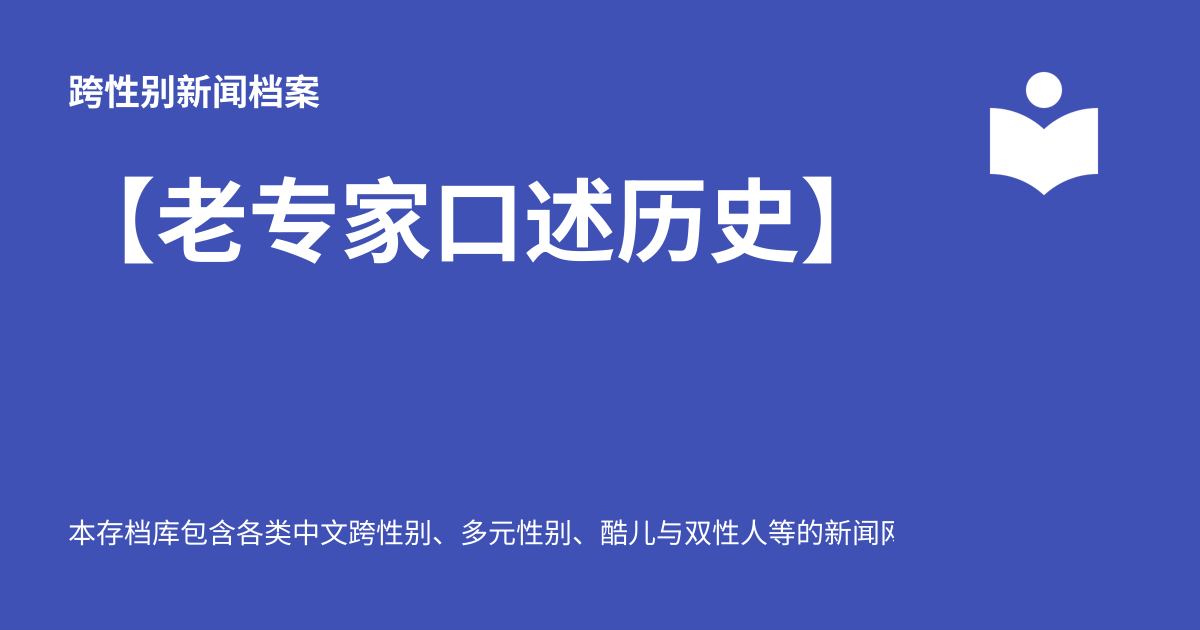 跨性别新闻档案
【老专家口述历史】
本存档库包含各类中文跨性别、多元性别、酷儿与双性人等的新闻